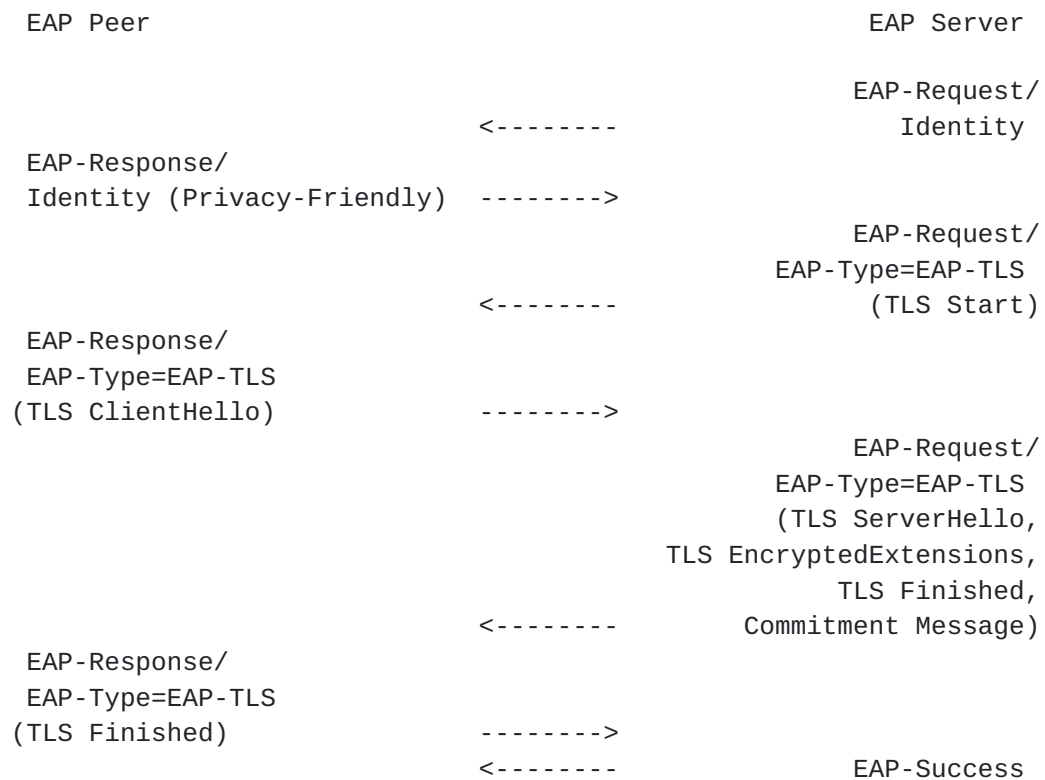 EAP Peer                                              EAP Server

                                                     EAP-Request/
                              <--------                 Identity
 EAP-Response/
 Identity (Privacy-Friendly)  -------->
                                                     EAP-Request/
                                                EAP-Type=EAP-TLS
                              <--------               (TLS Start)
 EAP-Response/
 EAP-Type=EAP-TLS
(TLS ClientHello)             -------->
                                                     EAP-Request/
                                                EAP-Type=EAP-TLS
                                                (TLS ServerHello,
                                         TLS EncryptedExtensions,
                                                    TLS Finished,
                              <--------       Commitment Message)
 EAP-Response/
 EAP-Type=EAP-TLS
(TLS Finished)                -------->
                              <--------              EAP-Success